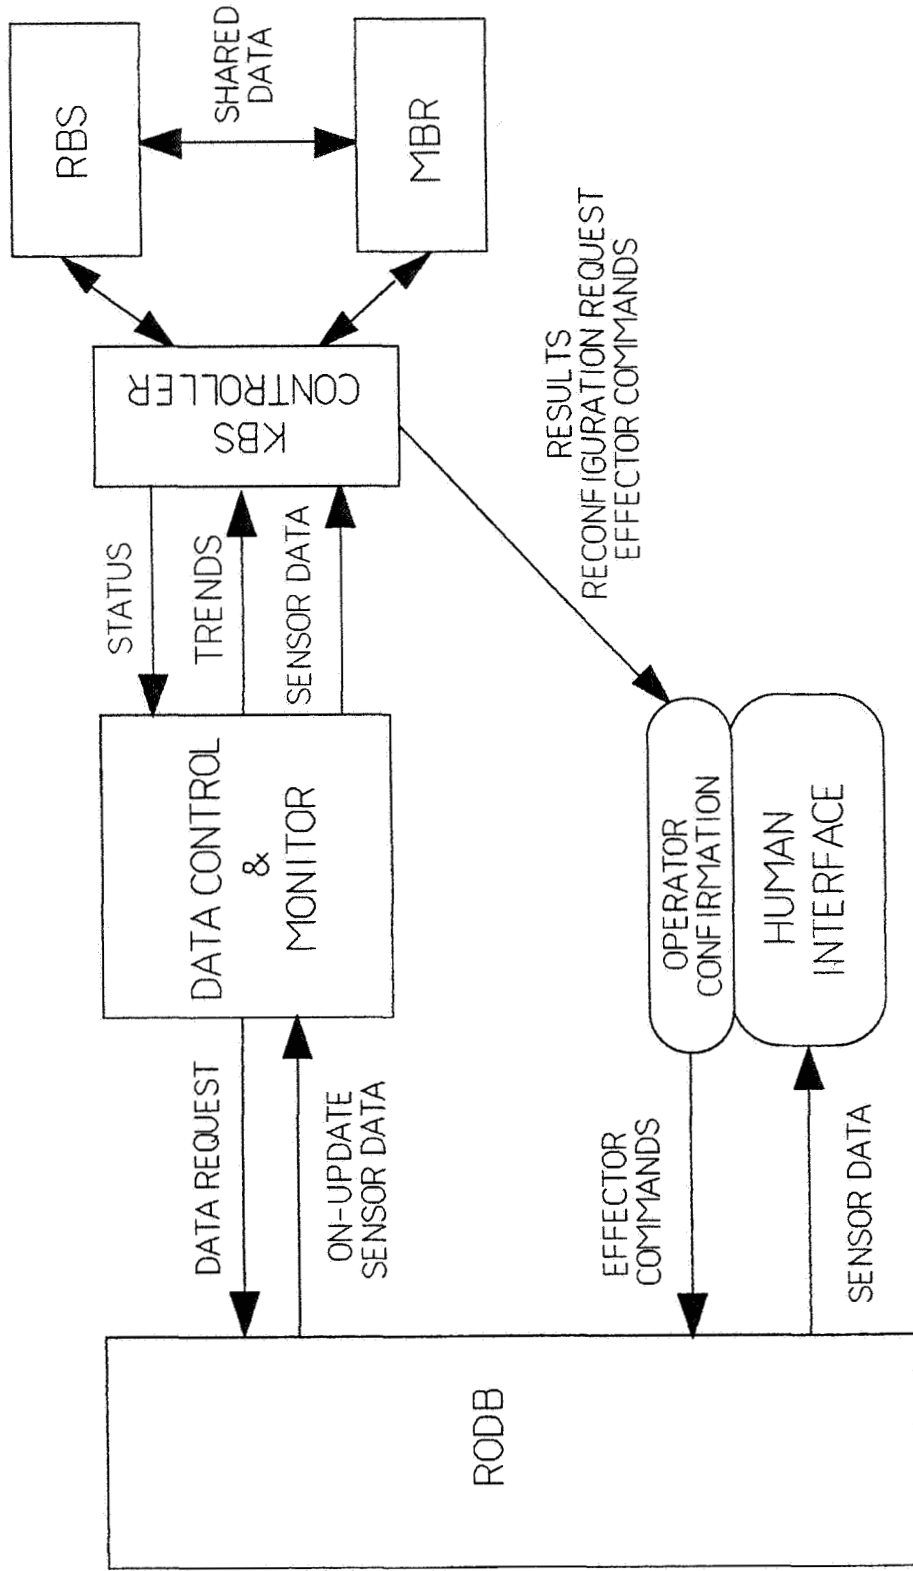 RBS
SHARED
DATA
MBR
KBS
CONTROLLER
STATUS
TRENDS
SENSOR DATA
RESULTS
RECONFIGURATION REQUEST
EFFECTOR COMMANDS
DATA CONTROL
&
MONITOR
OPERATOR
CONFIRMATION
HUMAN
INTERFACE
DATA REQUEST
ON-UPDATE
SENSOR DATA
EFFECTOR
COMMANDS
SENSOR DATA
RODB